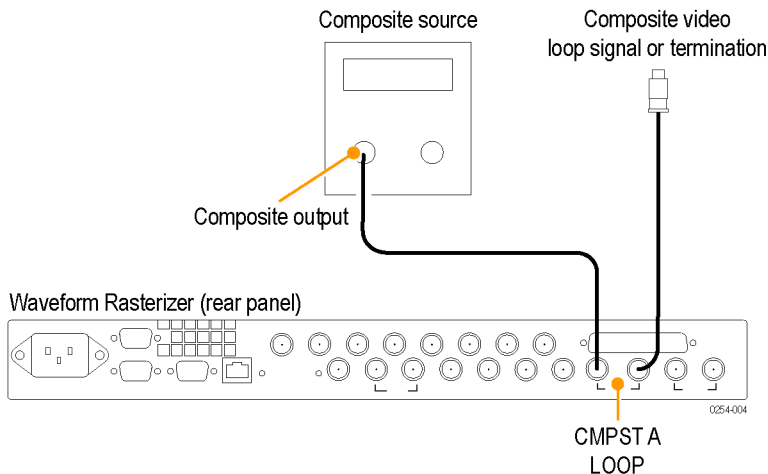 Composite source
Composite video
loop signal or termination
Composite output
Waveform Rasterizer (rear panel)
0254-004
CMPST A
LOOP